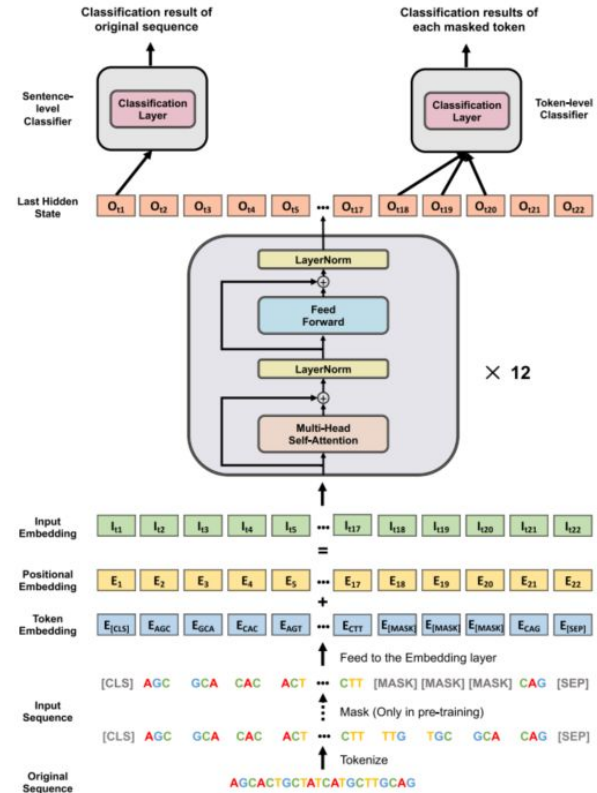 Classification result of
original sequence
Classification results of
each masked token
Sentence-
level
Classifier
Classification
Layer
Classification
Layer
Token-level
Classifier
Last Hidden
State
Ot1 Ot2 Ot3 Ot4 Ot5 ••• Ot17 Ot18 Ot19 Ot20 Ot21 Ot22
LayerNorm
+
Feed
Forward
LayerNorm
+
Multi-Head
Self-Attention
× 12
Input
Embedding
It1 It2 It3 It4 It5 ••• It17 It18 It19 It20 It21 It22
=
Positional
Embedding
E1 E2 E3 E4 E5 ••• E17 E18 E19 E20 E21 E22
+
Token
Embedding
E[CLS] EAGC EGCA ECAC EAGT ••• ECTT E[MASK] E[MASK] E[MASK] ECAG E[SEP]
Feed to the Embedding layer
[CLS] AGC GCA CAC ACT ••• CTT [MASK] [MASK] [MASK] CAG [SEP]
Input
Sequence
Mask (Only in pre-training)
[CLS] AGC GCA CAC ACT ••• CTT TTG TGC GCA CAG [SEP]
Tokenize
Original
Sequence
AGCACTGCTATCATGCTTGCAG